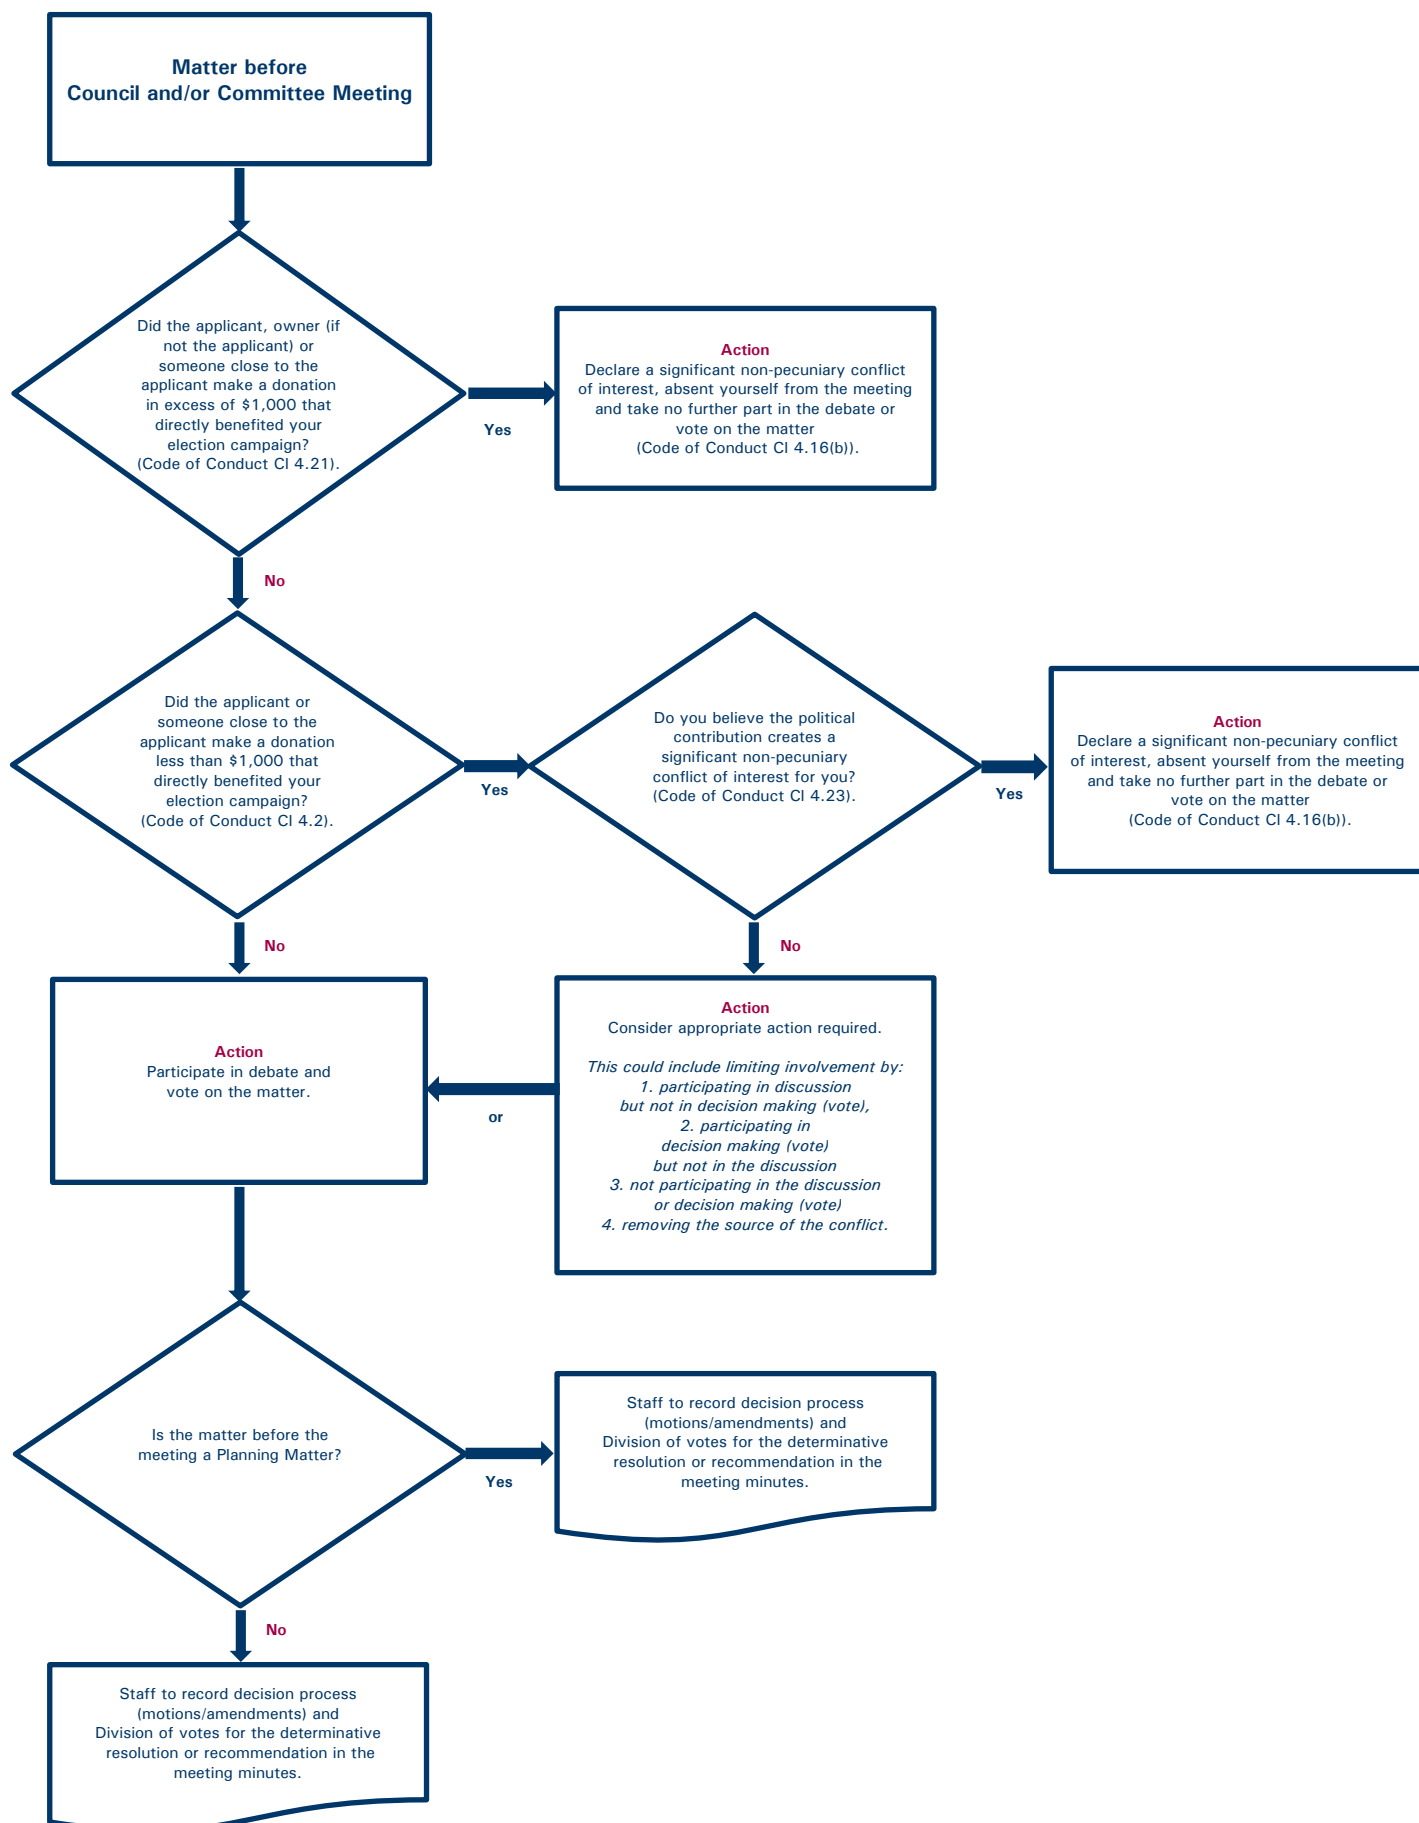 Matter before
Council and/or Committee Meeting
Did the applicant, owner (if
not the applicant) or
someone close to the
applicant make a donation
in excess of $1,000 that
directly benefited your
election campaign?
(Code of Conduct Cl 4.21).
Yes
Action
Declare a significant non-pecuniary conflict
of interest, absent yourself from the meeting
and take no further part in the debate or
vote on the matter
(Code of Conduct Cl 4.16(b)).
No
Did the applicant or
someone close to the
applicant make a donation
less than $1,000 that
directly benefited your
election campaign?
(Code of Conduct Cl 4.2).
Yes
Do you believe the political
contribution creates a
significant non-pecuniary
conflict of interest for you?
(Code of Conduct Cl 4.23).
Yes
Action
Declare a significant non-pecuniary conflict
of interest, absent yourself from the meeting
and take no further part in the debate or
vote on the matter
(Code of Conduct Cl 4.16(b)).
No
No
Action
Participate in debate and
vote on the matter.
or
Action
Consider appropriate action required.
This could include limiting involvement by:
1. participating in discussion
but not in decision making (vote),
2. participating in
decision making (vote)
but not in the discussion
3. not participating in the discussion
or decision making (vote)
4. removing the source of the conflict.
Is the matter before the
meeting a Planning Matter?
Yes
Staff to record decision process
(motions/amendments) and
Division of votes for the determinative
resolution or recommendation in the
meeting minutes.
No
Staff to record decision process
(motions/amendments) and
Division of votes for the determinative
resolution or recommendation in the
meeting minutes.